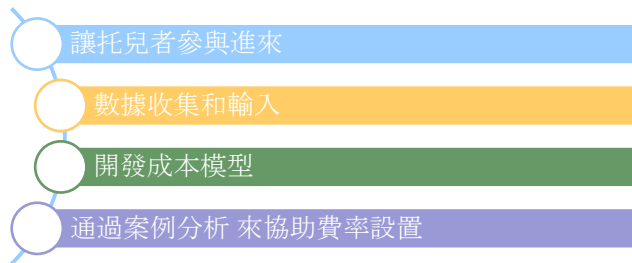 讓托兒者參與進來
數據收集和輸入
開發成本模型
通過案例分析 來協助費率設置